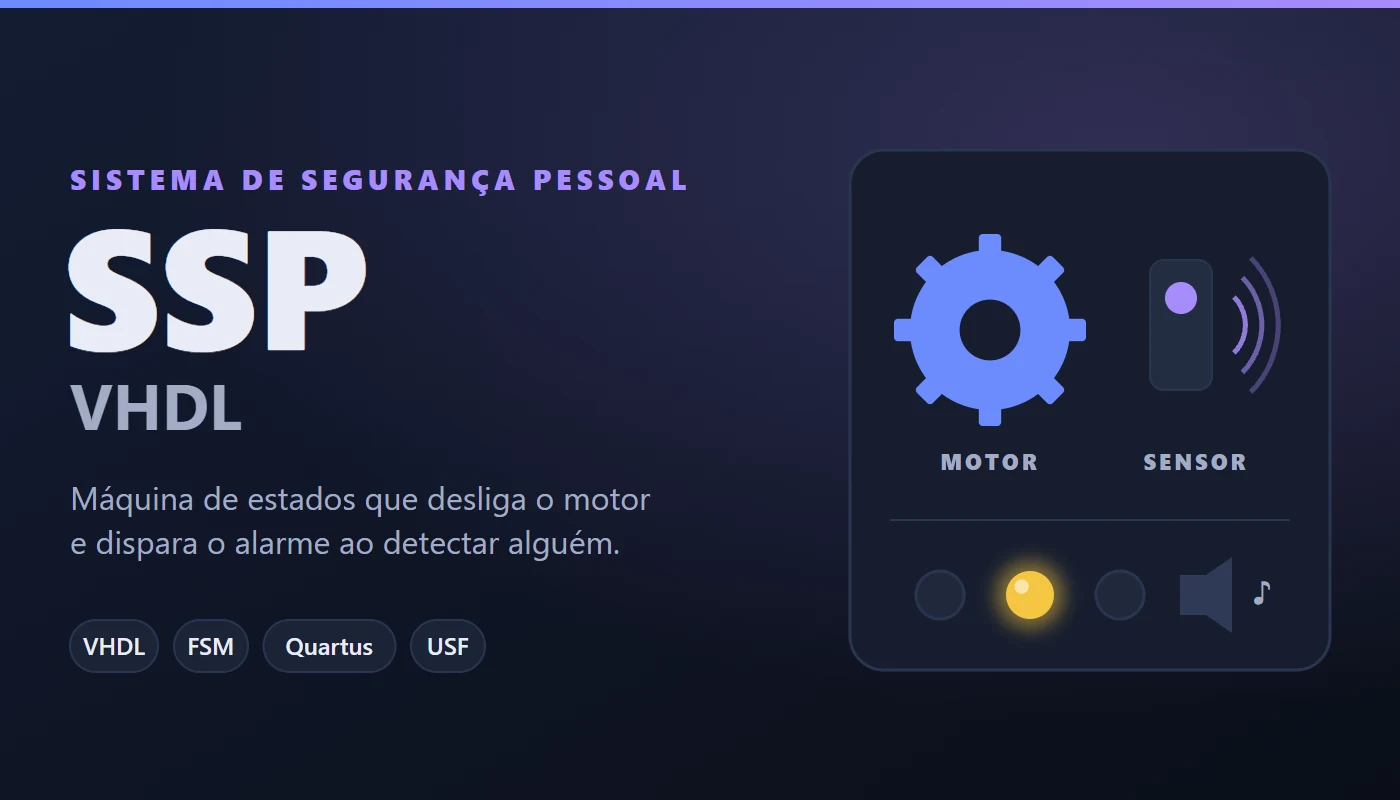 SISTEMA DE SEGURANÇA PESSOAL
SSP
VHDL
Máquina de estados que desliga o motor
e dispara o alarme ao detectar alguém.
VHDL FSM Quartus USF
MOTOR SENSOR
♪